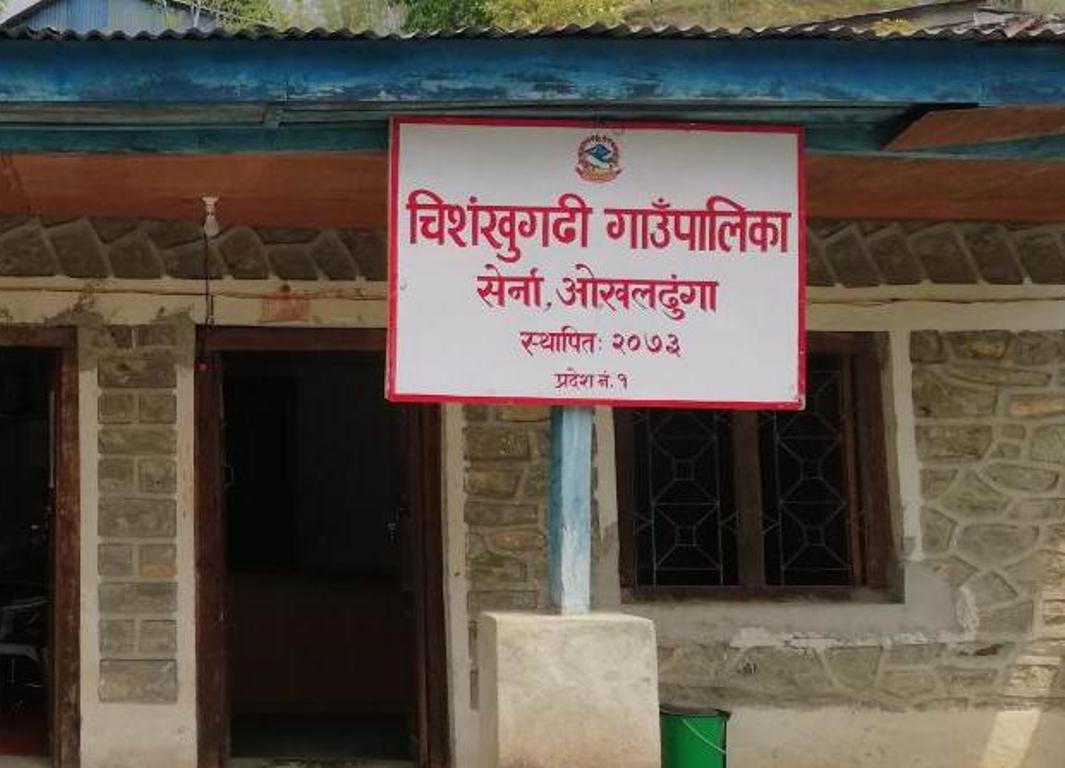 चिशंखुगढी गाउँपालिका
सेर्ना, ओखलढुंगा
स्थापितः २०७३
प्रदेश नं. १